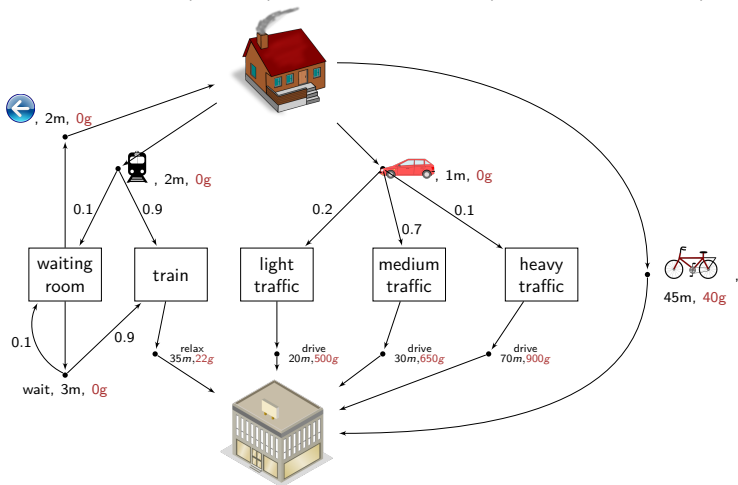 , 2m, 0g
, 2m, 0g
, 1m, 0g
0.1
0.9
0.2
0.7
0.1
waiting
room
train
light
traffic
medium
traffic
heavy
traffic
,
45m, 40g
0.1
0.9
relax
35m,22g
drive
20m,500g
drive
30m,650g
drive
70m,900g
wait, 3m, 0g